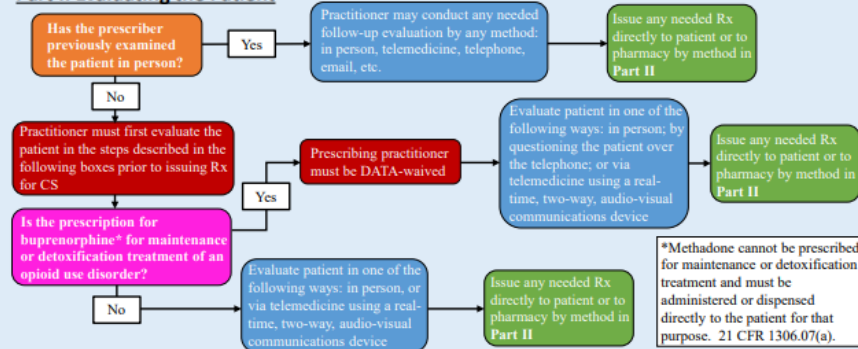 Has the prescriber
previously examined
the patient in person?
Yes
Practitioner may conduct any needed
follow-up evaluation by any method:
in person, telemedicine, telephone,
email, etc.
Issue any needed Rx
directly to patient or to
pharmacy by method in
Part II
No
Practitioner must first evaluate the
patient in the steps described in the
following boxes prior to issuing Rx
for CS
Yes
Prescribing practitioner
must be DATA-waived
Evaluate patient in one of the
following ways: in person; by
questioning the patient over
the telephone; or via
telemedicine using a real-
time, two-way, audio-visual
communications device
Issue any needed Rx
directly to patient or to
pharmacy by method in
Part II
Is the prescription for
buprenorphine* for maintenance
or detoxification treatment of an
opioid use disorder?
No
Evaluate patient in one of the
following ways: in person, or
via telemedicine using a real-
time, two-way, audio-visual
communications device
Issue any needed Rx
directly to patient or to
pharmacy by method in
Part II
*Methadone cannot be prescribed
for maintenance or detoxification
treatment and must be
administered or dispensed
directly to the patient for that
purpose. 21 CFR 1306.07(a).